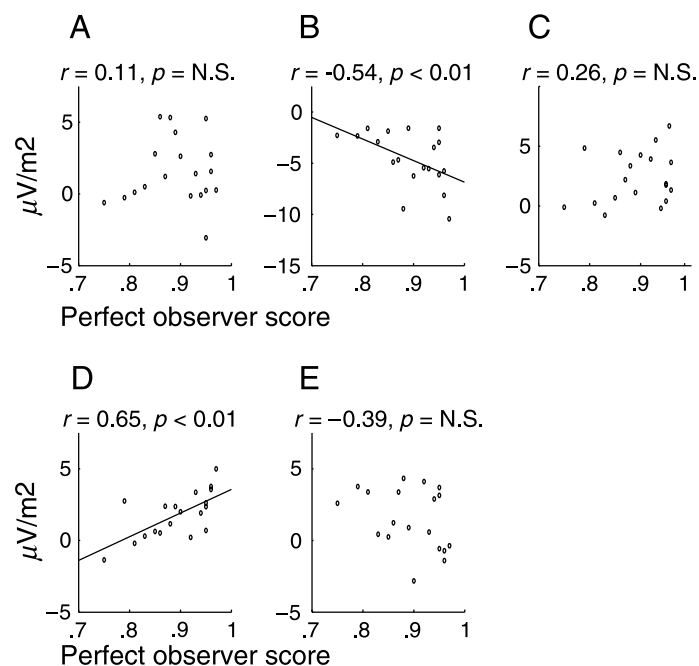 A B C
r = 0.11, p = N.S. r = -0.54, p < 0.01 r = 0.26, p = N.S.
μV/m2
5 0 5
0 −5 0
−10
−5 −15 −5
.7 .8 .9 1 .7 .8 .9 1 .7 .8 .9 1
Perfect observer score
D E
r = 0.65, p < 0.01 r = −0.39, p = N.S.
μV/m2
5 5
0 0
−5 −5
.7 .8 .9 1 .7 .8 .9 1
Perfect observer score